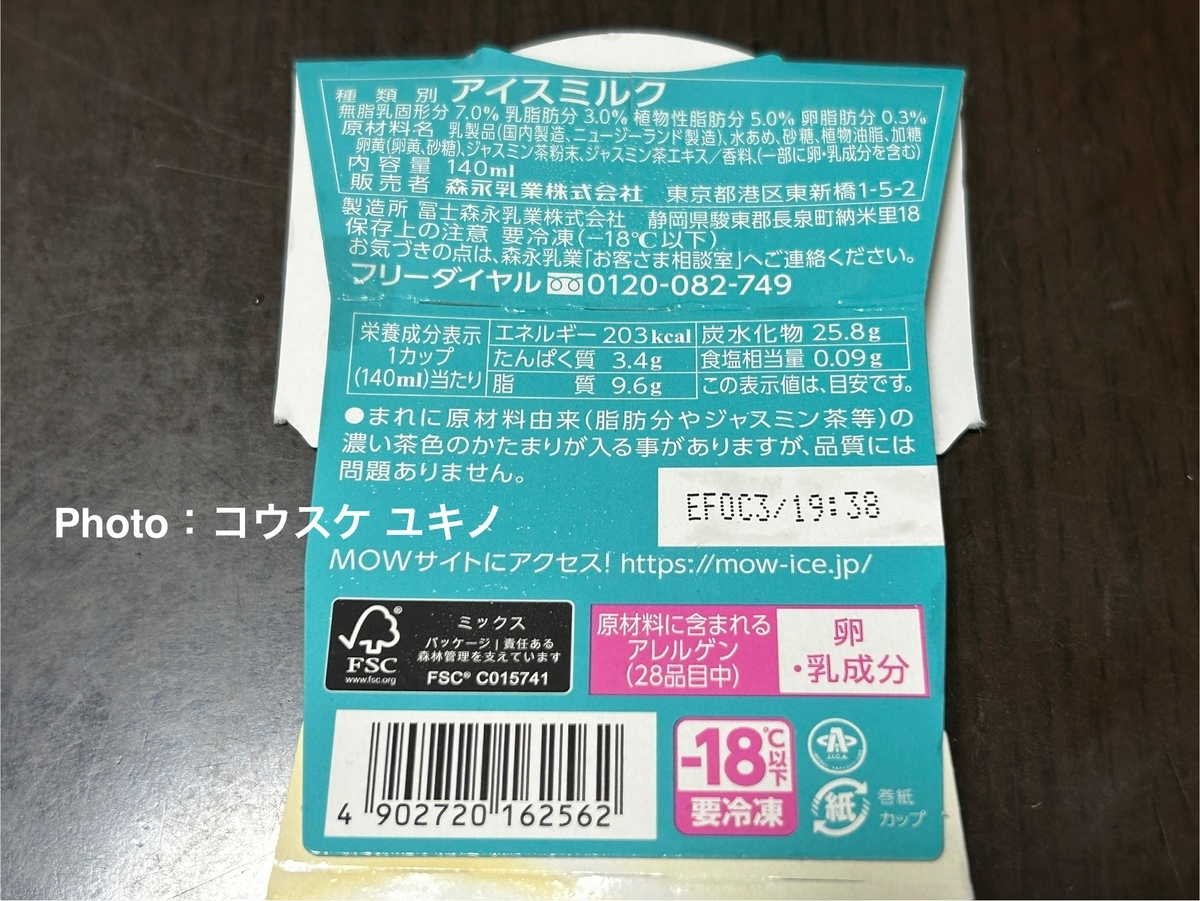 種類別 アイスミルク
無脂乳固形分 7.0% 乳脂肪分 3.0% 植物性脂肪分 5.0% 卵脂肪分 0.3%
原材料名 乳製品(国内製造、ニュージーランド製造)、水あめ、砂糖、植物油脂、加糖
卵黄(卵黄、砂糖)、ジャスミン茶粉末、ジャスミン茶エキス/香料、(一部に卵・乳成分を含む)
内容量 140ml
販売者 森永乳業株式会社 東京都港区東新橋1-5-2
製造所 冨士森永乳業株式会社 静岡県駿東郡長泉町納米里18
保存上の注意 要冷凍(-18℃以下)
お気づきの点は、森永乳業「お客さま相談室」へご連絡ください。
フリーダイヤル 0120-082-749
栄養成分表示 エネルギー 203kcal 炭水化物 25.8g
1カップ たんぱく質 3.4g 食塩相当量 0.09g
(140ml)当たり 脂質 9.6g この表示値は、目安です。
●まれに原材料由来(脂肪分やジャスミン茶等)の
濃い茶色のかたまりが入る事がありますが、品質には
問題ありません。
EF0C3/19:38
Photo:コウスケ ユキノ
MOWサイトにアクセス! https://mow-ice.jp/
FSC®
www.fsc.org
ミックス
パッケージ|責任ある
森林管理を支えています
FSC® C015741
原材料に含まれる
アレルゲン
(28品目中)
卵
・乳成分
4 902720 162562
-18℃以下
要冷凍
J.I.C.A.
紙
巻紙
カップ